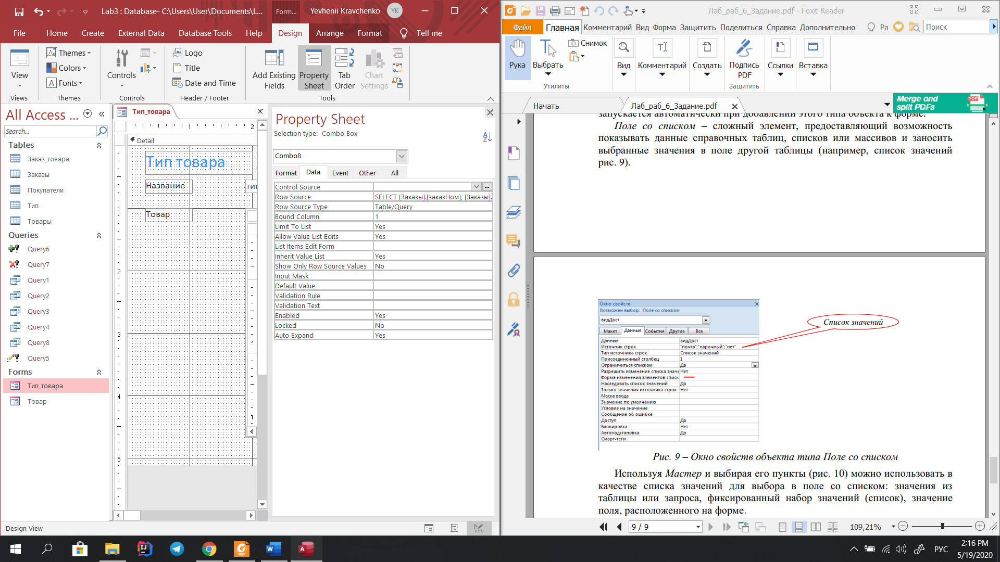 Lab3 : Database- C:\Users\User\Documents\L...
Form...
Yevhenii Kravchenko
YK
File
Home
Create
External Data
Database Tools
Help
Design
Arrange
Format
Tell me
View
Views
Themes
Colors
Fonts
Themes
Controls
Controls
Logo
Title
Date and Time
Header / Footer
Add Existing Fields
Property Sheet
Tab Order
Chart Settings
Tools
All Access ...
Search...
Tables
Заказ_товара
Заказы
Покупатели
Тип
Товары
Queries
Query6
Query7
Query1
Query2
Query3
Query4
Query8
Query5
Forms
Тип_товара
Товар
Тип_товара
1
2
Detail
Тип товара
Название
тип
Товар
1
2
3
4
5
1
Property Sheet
Selection type: Combo Box
Combo8
Format
Data
Event
Other
All
Control Source
Row Source SELECT [Заказы].[заказНом], [Заказы].
Row Source Type Table/Query
Bound Column 1
Limit To List Yes
Allow Value List Edits Yes
List Items Edit Form
Inherit Value List Yes
Show Only Row Source Values No
Input Mask
Default Value
Validation Rule
Validation Text
Enabled Yes
Locked No
Auto Expand Yes
Design View
Лаб_раб_6_Задание.pdf - Foxit Reader
Файл
Главная
Комментарий
Вид
Форма
Защитить
Поделиться
Справка
Дополнительно
Ра
Поиск
Рука
Выбрать
Снимок
Утилиты
Вид
Комментарий
Создать
Подпись PDF
Защитить
Ссылки
Вставка
Начать
Лаб_раб_6_Задание.pdf
Merge and
split PDFs
PDF
запускается автоматически при добавлении этого типа объекта к форме.
Поле со списком – сложный элемент, предоставляющий возможность
показывать данные справочных таблиц, списков или массивов и заносить
выбранные значения в поле другой таблицы (например, список значений
рис. 9).
Окно свойств
Возможен выбор: Поле со списком
видДост
Макет
Данные
События
Другие
Все
Данные видДост
Источник строк "почта";"нарочный";"нет"
Тип источника строк Список значений
Присоединенный столбец 1
Ограничиться списком Да
Разрешить изменение списка значе Нет
Форма изменения элементов списк
Наследовать список значений Да
Только значения источника строк Нет
Маска ввода
Значение по умолчанию
Условие на значение
Сообщение об ошибке
Доступ Да
Блокировка Нет
Автоподстановка Да
Смарт-теги
Список значений
Рис. 9 – Окно свойств объекта типа Поле со списком
Используя Мастер и выбирая его пункты (рис. 10) можно использовать в
качестве списка значений для выбора в поле со списком: значения из
таблицы или запроса, фиксированный набор значений (список), значение
поля, расположенного на форме.
9 / 9
109,21%
РУС
2:16 PM
5/19/2020